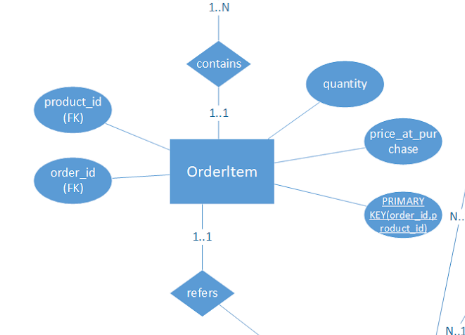 1..N
contains
1..1
quantity
product_id
(FK)
price_at_pur
chase
order_id
(FK)
OrderItem
PRIMARY
KEY(order_id,p
roduct_id)
N..
1..1
refers
N..1